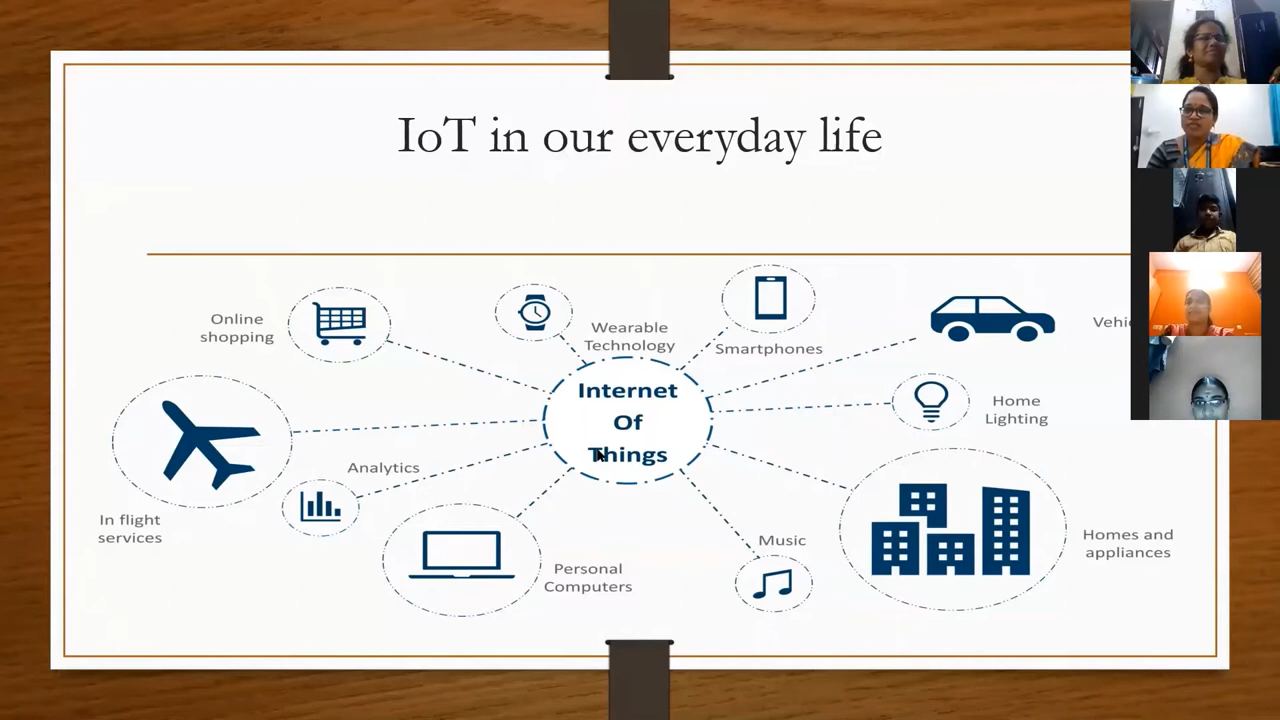 IoT in our everyday life
Online
shopping
Wearable
Technology
Smartphones
Internet
Of
Things
Home
Lighting
Analytics
In flight
services
Personal
Computers
Music
Homes and
appliances